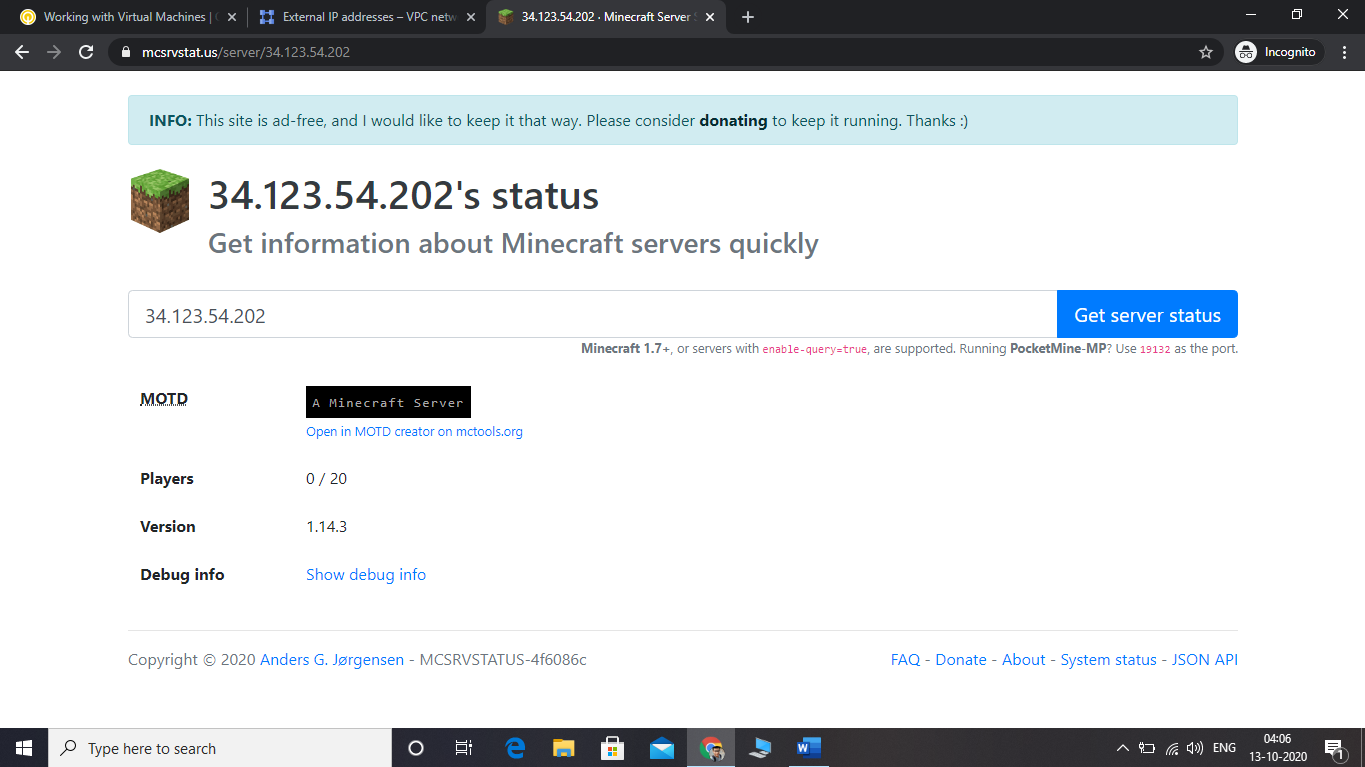 Working with Virtual Machines |
External IP addresses – VPC netw
34.123.54.202 · Minecraft Server
mcsrvstat.us/server/34.123.54.202
Incognito
INFO: This site is ad-free, and I would like to keep it that way. Please consider donating to keep it running. Thanks :)
34.123.54.202's status
Get information about Minecraft servers quickly
34.123.54.202
Get server status
Minecraft 1.7+, or servers with enable-query=true, are supported. Running PocketMine-MP? Use 19132 as the port.
MOTD
A Minecraft Server
Open in MOTD creator on mctools.org
Players 0 / 20
Version 1.14.3
Debug info Show debug info
Copyright © 2020 Anders G. Jørgensen - MCSRVSTATUS-4f6086c
FAQ - Donate - About - System status - JSON API
Type here to search
ENG
04:06
13-10-2020
1